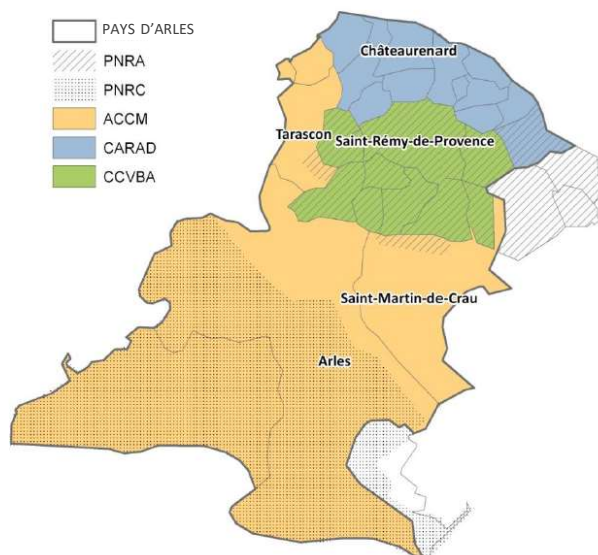 PAYS D'ARLES
PNRA
PNRC
ACCM
CARAD
CCVBA
Châteaurenard
Tarascon
Saint-Rémy-de-Provence
Saint-Martin-de-Crau
Arles